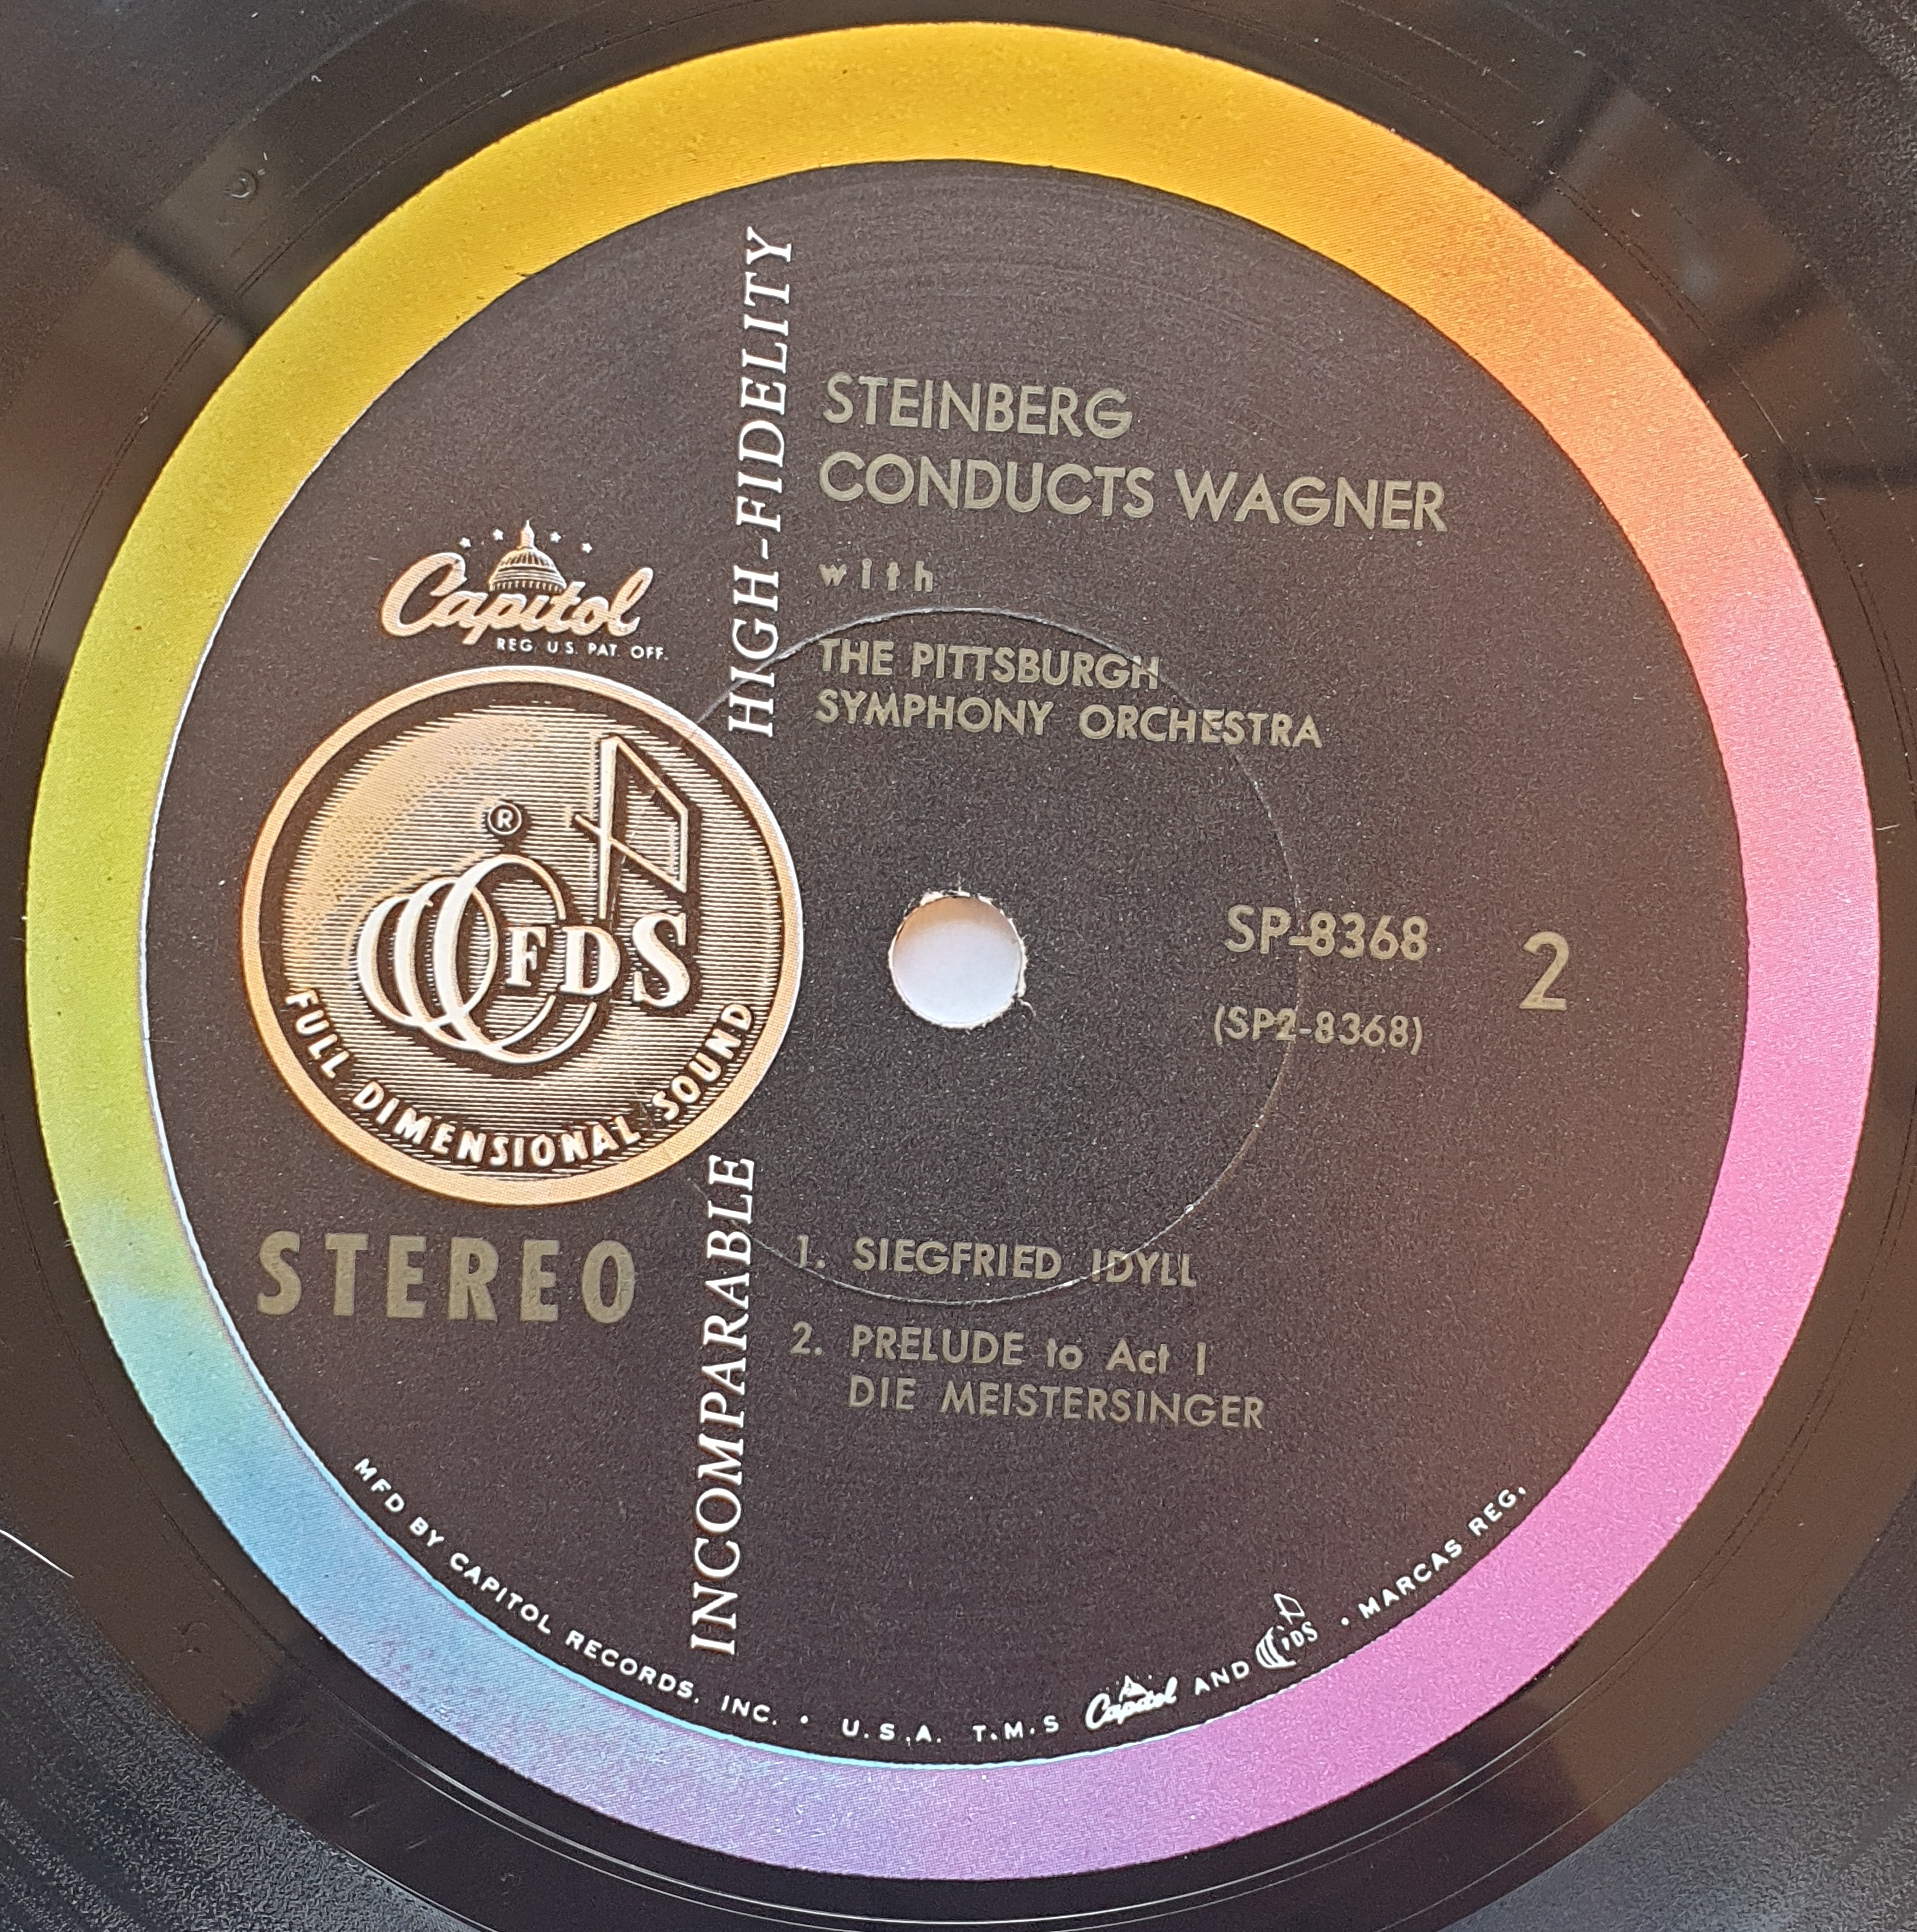 STEINBERG
CONDUCTS WAGNER
with
THE PITTSBURGH
SYMPHONY ORCHESTRA
INCOMPARABLE HIGH-FIDELITY
Capitol
REG. U.S. PAT. OFF.
®
FDS
FULL DIMENSIONAL SOUND
STEREO
SP-8368
2
(SP2-8368)
1. SIEGFRIED IDYLL
2. PRELUDE to Act I
DIE MEISTERSINGER
MFD BY CAPITOL RECORDS, INC. • U.S.A. T.M.S Capitol AND FDS • MARCAS REG.